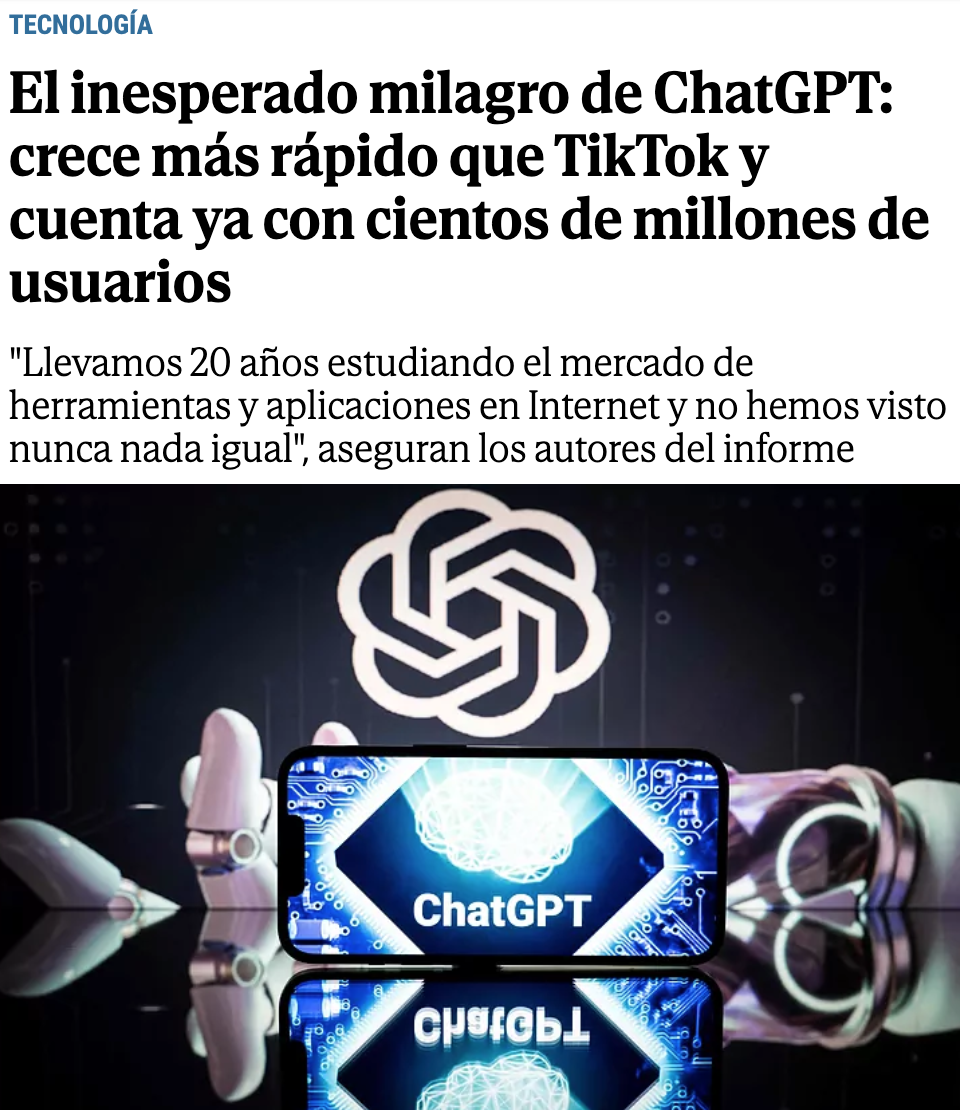 TECNOLOGÍA
El inesperado milagro de ChatGPT:
crece más rápido que TikTok y
cuenta ya con cientos de millones de
usuarios
"Llevamos 20 años estudiando el mercado de
herramientas y aplicaciones en Internet y no hemos visto
nunca nada igual", aseguran los autores del informe
ChatGPT
ChatGPT